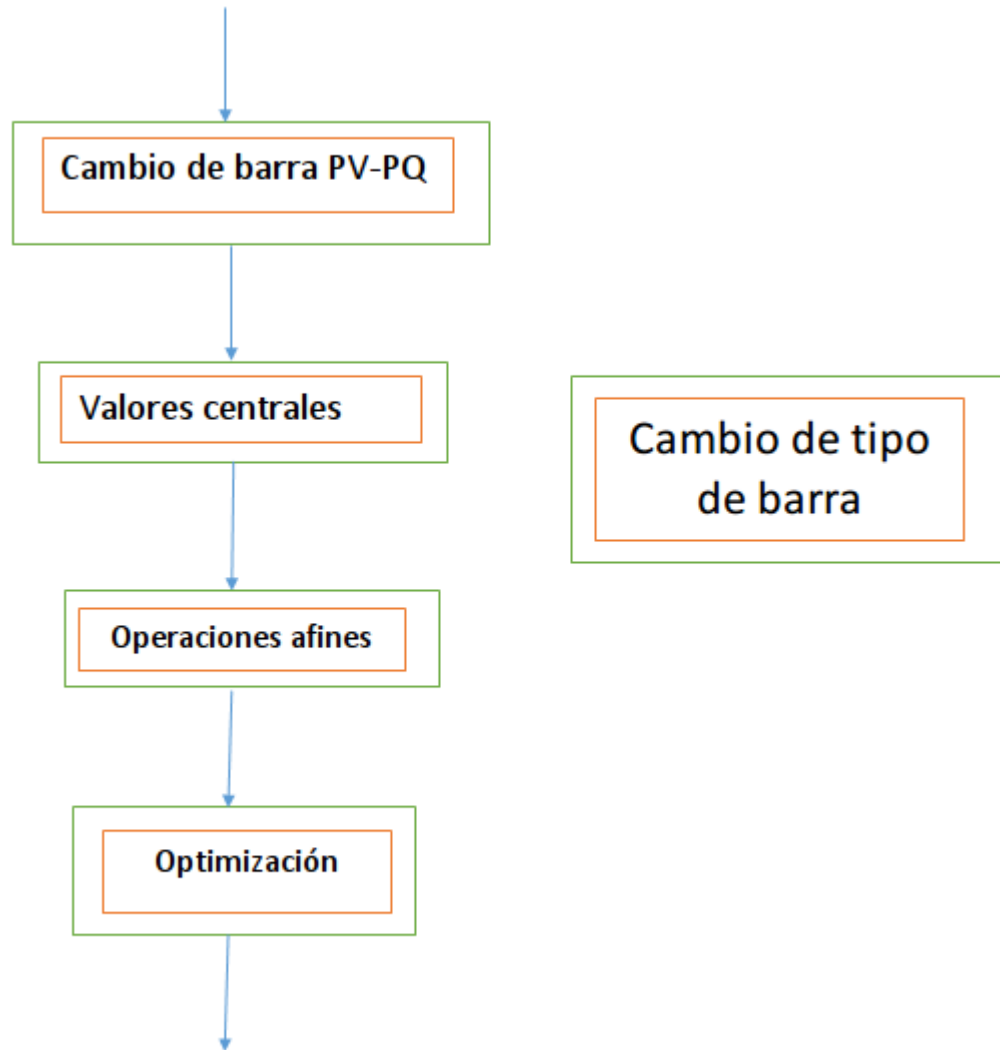 Cambio de barra PV-PQ
Valores centrales
Cambio de tipo
de barra
Operaciones afines
Optimización